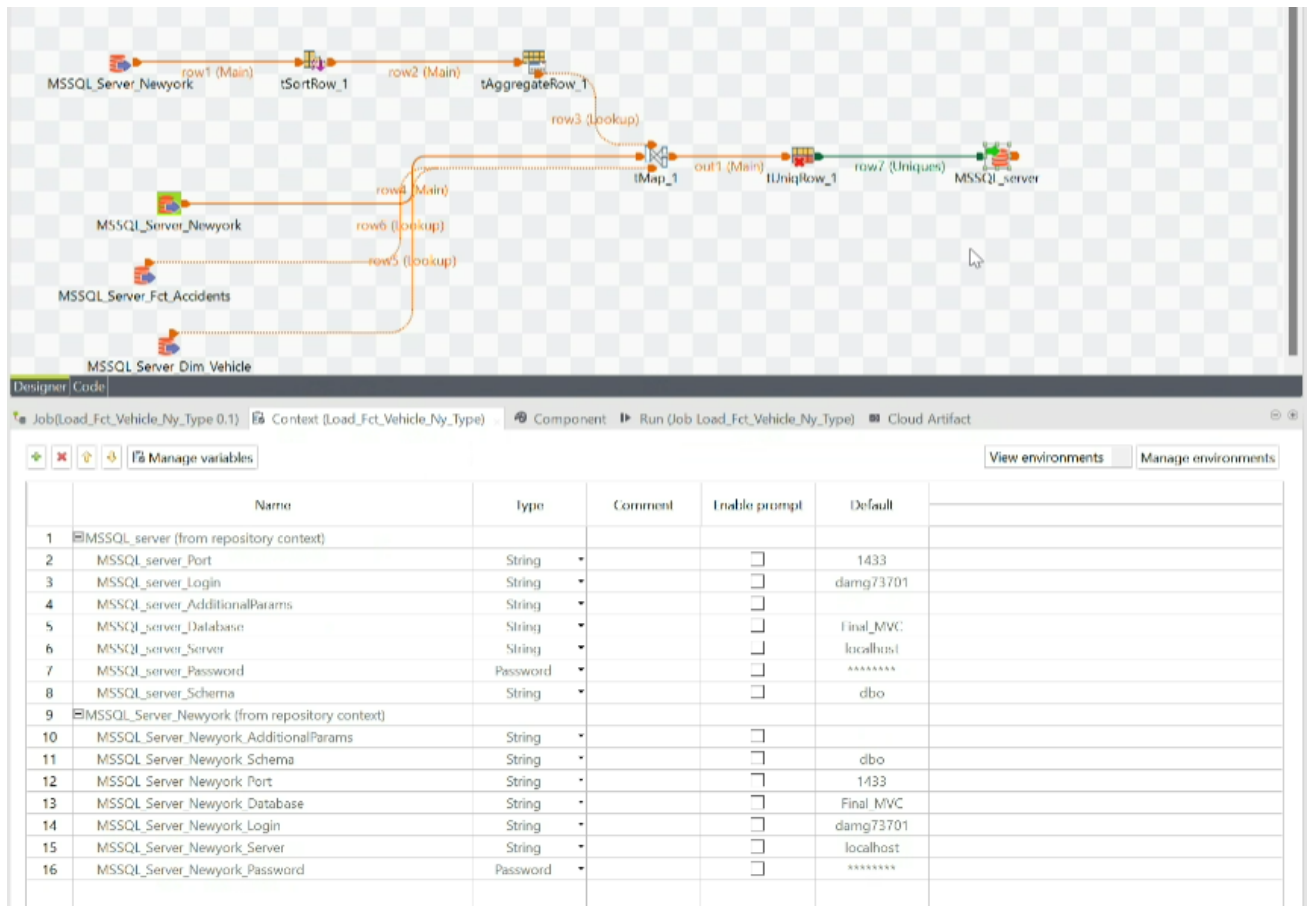 row1 (Main)
row2 (Main)
MSSQL_Server_Newyork
tSortRow_1
tAggregateRow_1
row3 (Lookup)
out1 (Main)
row7 (Uniques)
tMap_1
tUniqRow_1
MSSQL_server
row4 (Main)
MSSQL_Server_Newyork
row6 (Lookup)
row5 (Lookup)
MSSQL_Server_Fct_Accidents
MSSQL_Server_Dim_Vehicle
Designer Code
Job(Load_Fct_Vehicle_Ny_Type 0.1) Context (Load_Fct_Vehicle_Ny_Type) Component Run (Job Load_Fct_Vehicle_Ny_Type) Cloud Artifact
Manage variables View environments Manage environments
Name Type Comment Enable prompt Default
1 MSSQL_server (from repository context)
2 MSSQL_server_Port String 1433
3 MSSQL_server_Login String damg73701
4 MSSQL_server_AdditionalParams String
5 MSSQL_server_Database String Final_MVC
6 MSSQL_server_Server String localhost
7 MSSQL_server_Password Password ********
8 MSSQL_server_Schema String dbo
9 MSSQL_Server_Newyork (from repository context)
10 MSSQL_Server_Newyork_AdditionalParams String
11 MSSQL_Server_Newyork_Schema String dbo
12 MSSQL_Server_Newyork_Port String 1433
13 MSSQL_Server_Newyork_Database String Final_MVC
14 MSSQL_Server_Newyork_Login String damg73701
15 MSSQL_Server_Newyork_Server String localhost
16 MSSQL_Server_Newyork_Password Password ********